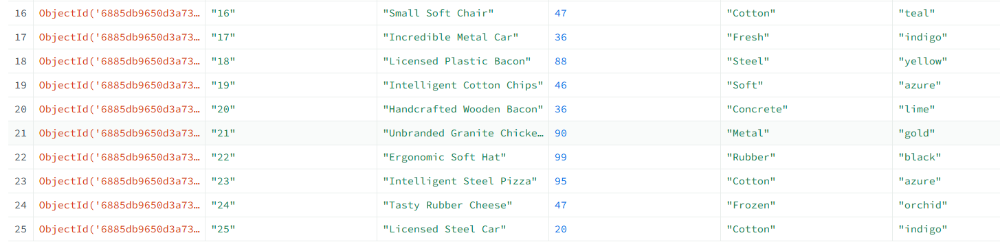 16 ObjectId('6885db9650d3a73… "16" "Small Soft Chair" 47 "Cotton" "teal"
17 ObjectId('6885db9650d3a73… "17" "Incredible Metal Car" 36 "Fresh" "indigo"
18 ObjectId('6885db9650d3a73… "18" "Licensed Plastic Bacon" 88 "Steel" "yellow"
19 ObjectId('6885db9650d3a73… "19" "Intelligent Cotton Chips" 46 "Soft" "azure"
20 ObjectId('6885db9650d3a73… "20" "Handcrafted Wooden Bacon" 36 "Concrete" "lime"
21 ObjectId('6885db9650d3a73… "21" "Unbranded Granite Chicke… 90 "Metal" "gold"
22 ObjectId('6885db9650d3a73… "22" "Ergonomic Soft Hat" 99 "Rubber" "black"
23 ObjectId('6885db9650d3a73… "23" "Intelligent Steel Pizza" 95 "Cotton" "azure"
24 ObjectId('6885db9650d3a73… "24" "Tasty Rubber Cheese" 47 "Frozen" "orchid"
25 ObjectId('6885db9650d3a73… "25" "Licensed Steel Car" 20 "Cotton" "indigo"